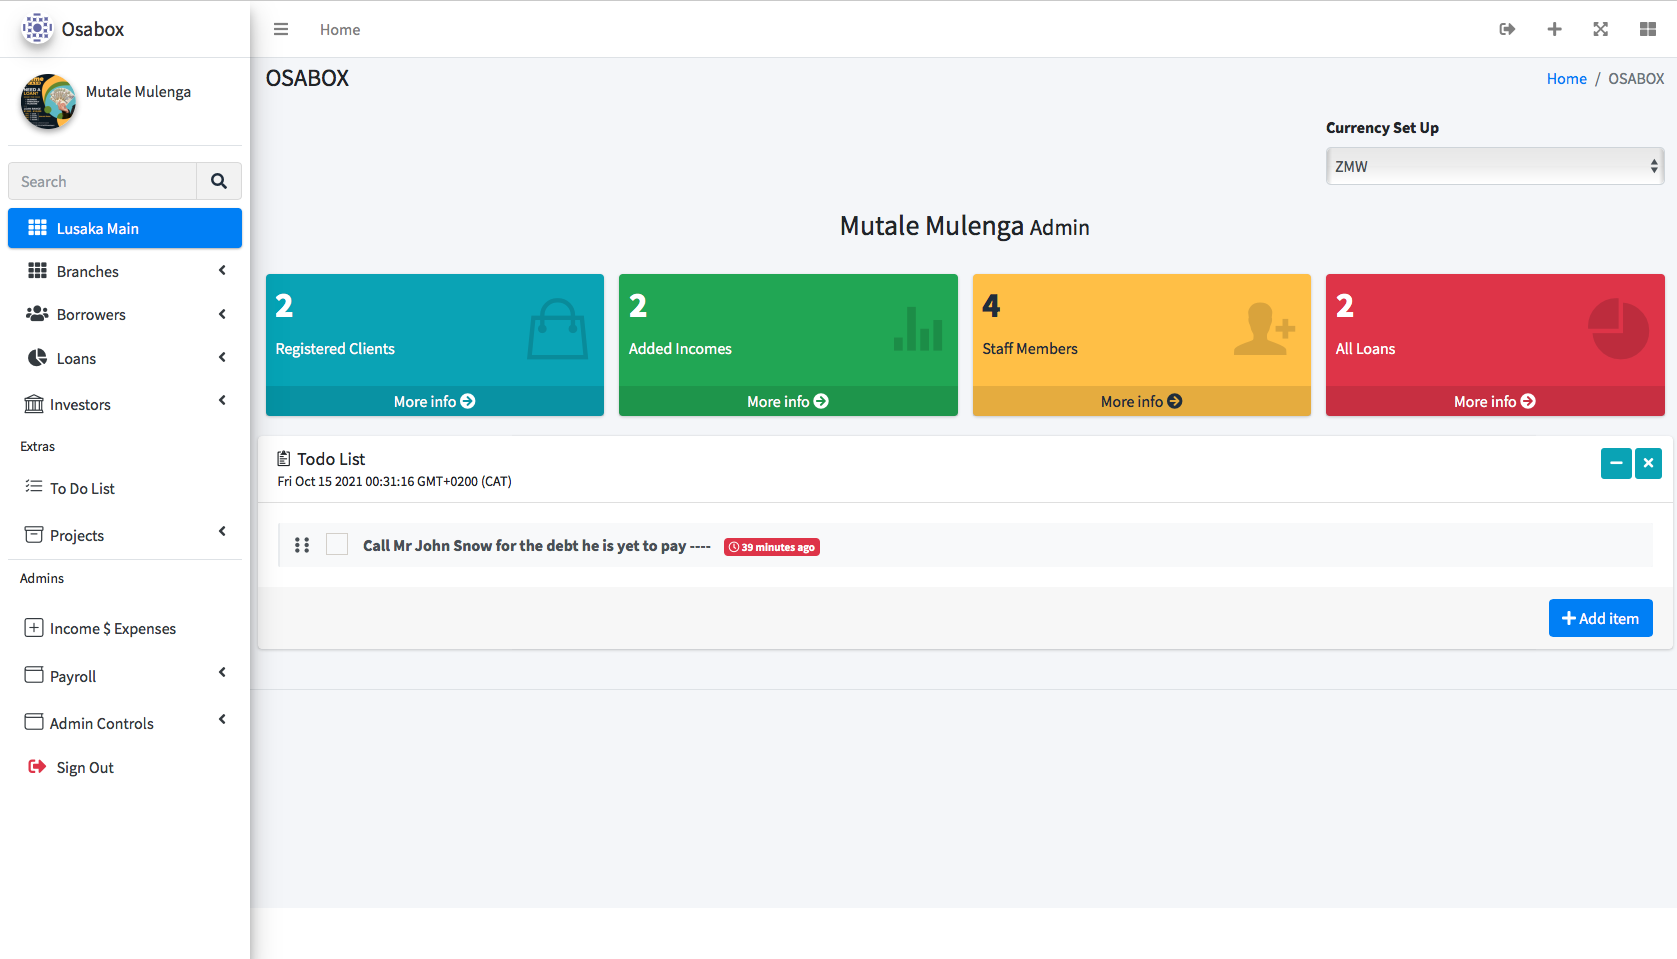 Osabox
Home
Mutale Mulenga
Search
Lusaka Main
Branches
Borrowers
Loans
Investors
Extras
To Do List
Projects
Admins
Income $ Expenses
Payroll
Admin Controls
Sign Out
OSABOX
Home / OSABOX
Currency Set Up
ZMW
Mutale Mulenga Admin
2
Registered Clients
More info
2
Added Incomes
More info
4
Staff Members
More info
2
All Loans
More info
Todo List
Fri Oct 15 2021 00:31:16 GMT+0200 (CAT)
Call Mr John Snow for the debt he is yet to pay ---- 39 minutes ago
Add item